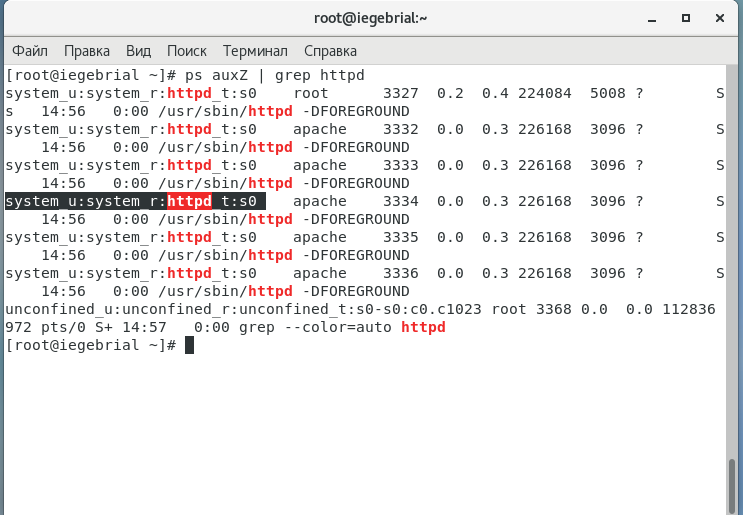 root@iegebrial:~
Файл Правка Вид Поиск Терминал Справка
[root@iegebrial ~]# ps auxZ | grep httpd
system_u:system_r:httpd_t:s0    root      3327  0.2  0.4 224084  5008 ?        S
s   14:56   0:00 /usr/sbin/httpd -DFOREGROUND
system_u:system_r:httpd_t:s0    apache    3332  0.0  0.3 226168  3096 ?        S
    14:56   0:00 /usr/sbin/httpd -DFOREGROUND
system_u:system_r:httpd_t:s0    apache    3333  0.0  0.3 226168  3096 ?        S
    14:56   0:00 /usr/sbin/httpd -DFOREGROUND
system_u:system_r:httpd_t:s0    apache    3334  0.0  0.3 226168  3096 ?        S
    14:56   0:00 /usr/sbin/httpd -DFOREGROUND
system_u:system_r:httpd_t:s0    apache    3335  0.0  0.3 226168  3096 ?        S
    14:56   0:00 /usr/sbin/httpd -DFOREGROUND
system_u:system_r:httpd_t:s0    apache    3336  0.0  0.3 226168  3096 ?        S
    14:56   0:00 /usr/sbin/httpd -DFOREGROUND
unconfined_u:unconfined_r:unconfined_t:s0-s0:c0.c1023 root 3368 0.0  0.0 112836
972 pts/0 S+ 14:57   0:00 grep --color=auto httpd
[root@iegebrial ~]#